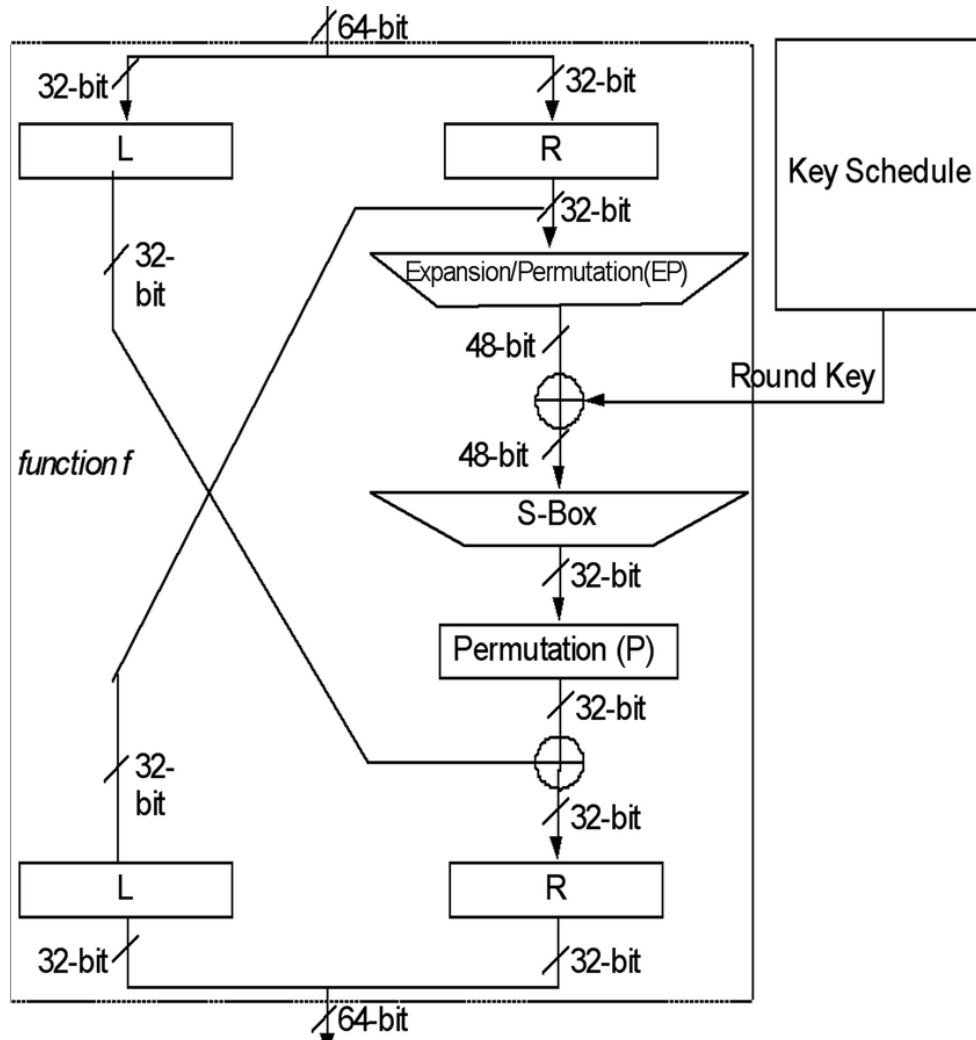 64-bit
32-bit
32-bit
L
R
Key Schedule
32-bit
32-
bit
Expansion/Permutation(EP)
48-bit
Round Key
48-bit
function f
S-Box
32-bit
Permutation (P)
32-bit
32-
bit
32-bit
L
R
32-bit
32-bit
64-bit